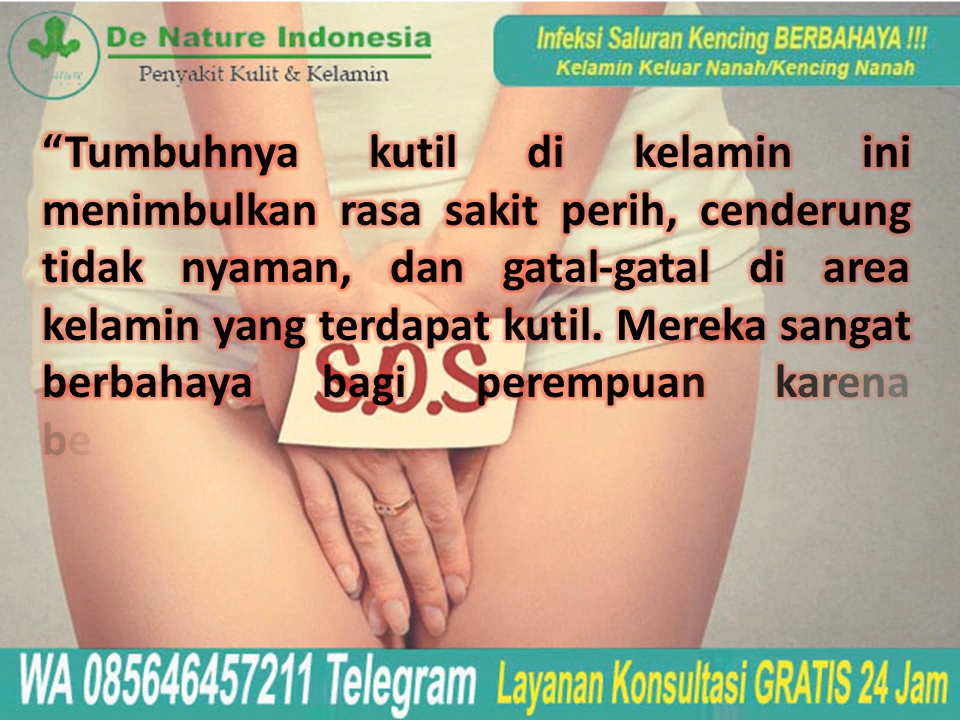 De Nature Indonesia
Penyakit Kulit & Kelamin
Nature
Infeksi Saluran Kencing BERBAHAYA !!!
Kelamin Keluar Nanah/Kencing Nanah
“Tumbuhnya kutil di kelamin ini
menimbulkan rasa sakit perih, cenderung
tidak nyaman, dan gatal-gatal di area
kelamin yang terdapat kutil. Mereka sangat
berbahaya bagi perempuan karena
be
S.O.S
WA 085646457211 Telegram
Layanan Konsultasi GRATIS 24 Jam